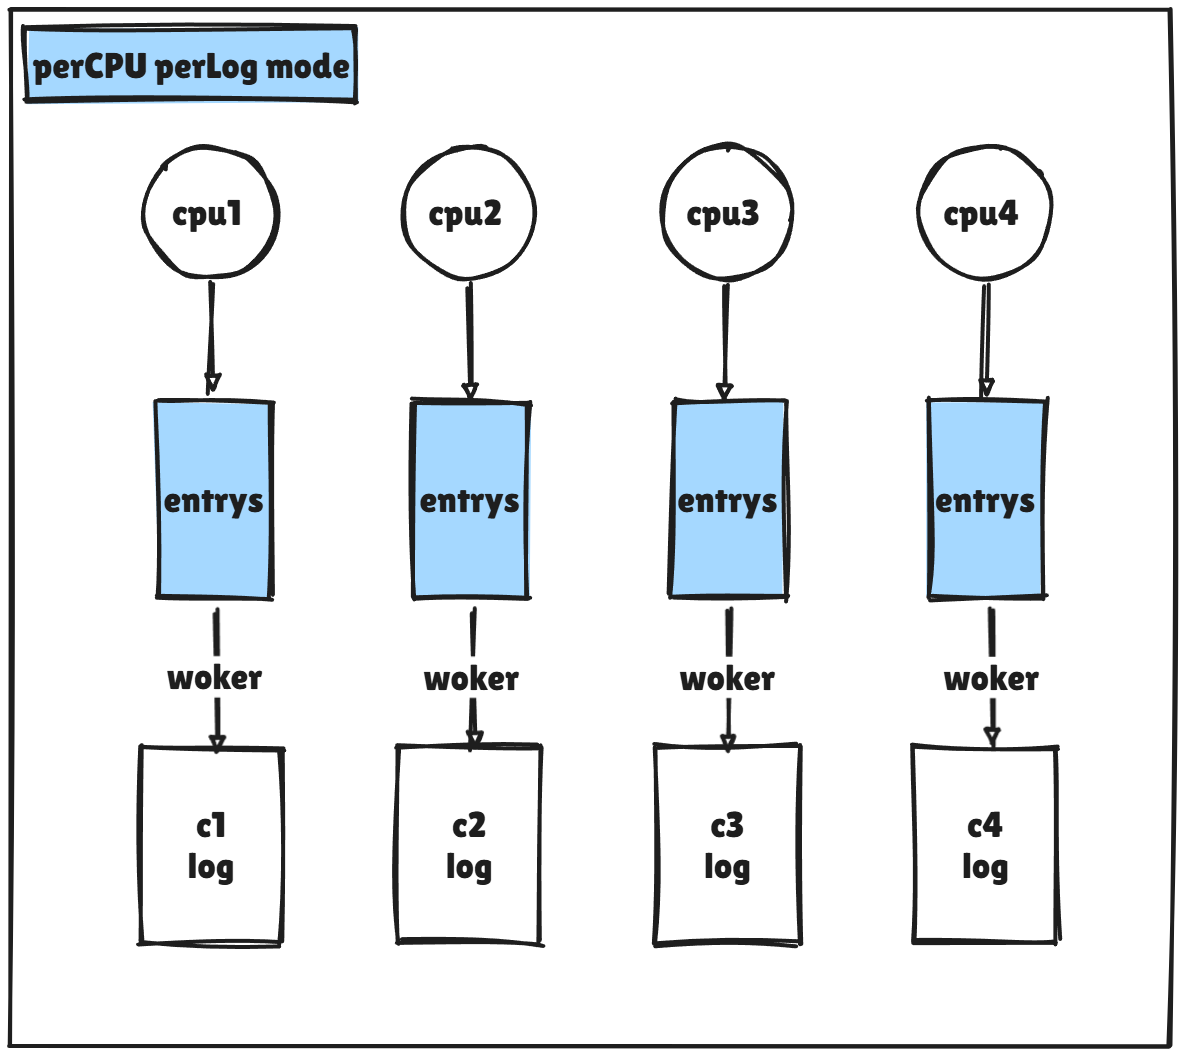 perCPU perLog mode
cpu1
cpu2
cpu3
cpu4
entrys
entrys
entrys
entrys
woker
woker
woker
woker
c1
log
c2
log
c3
log
c4
log